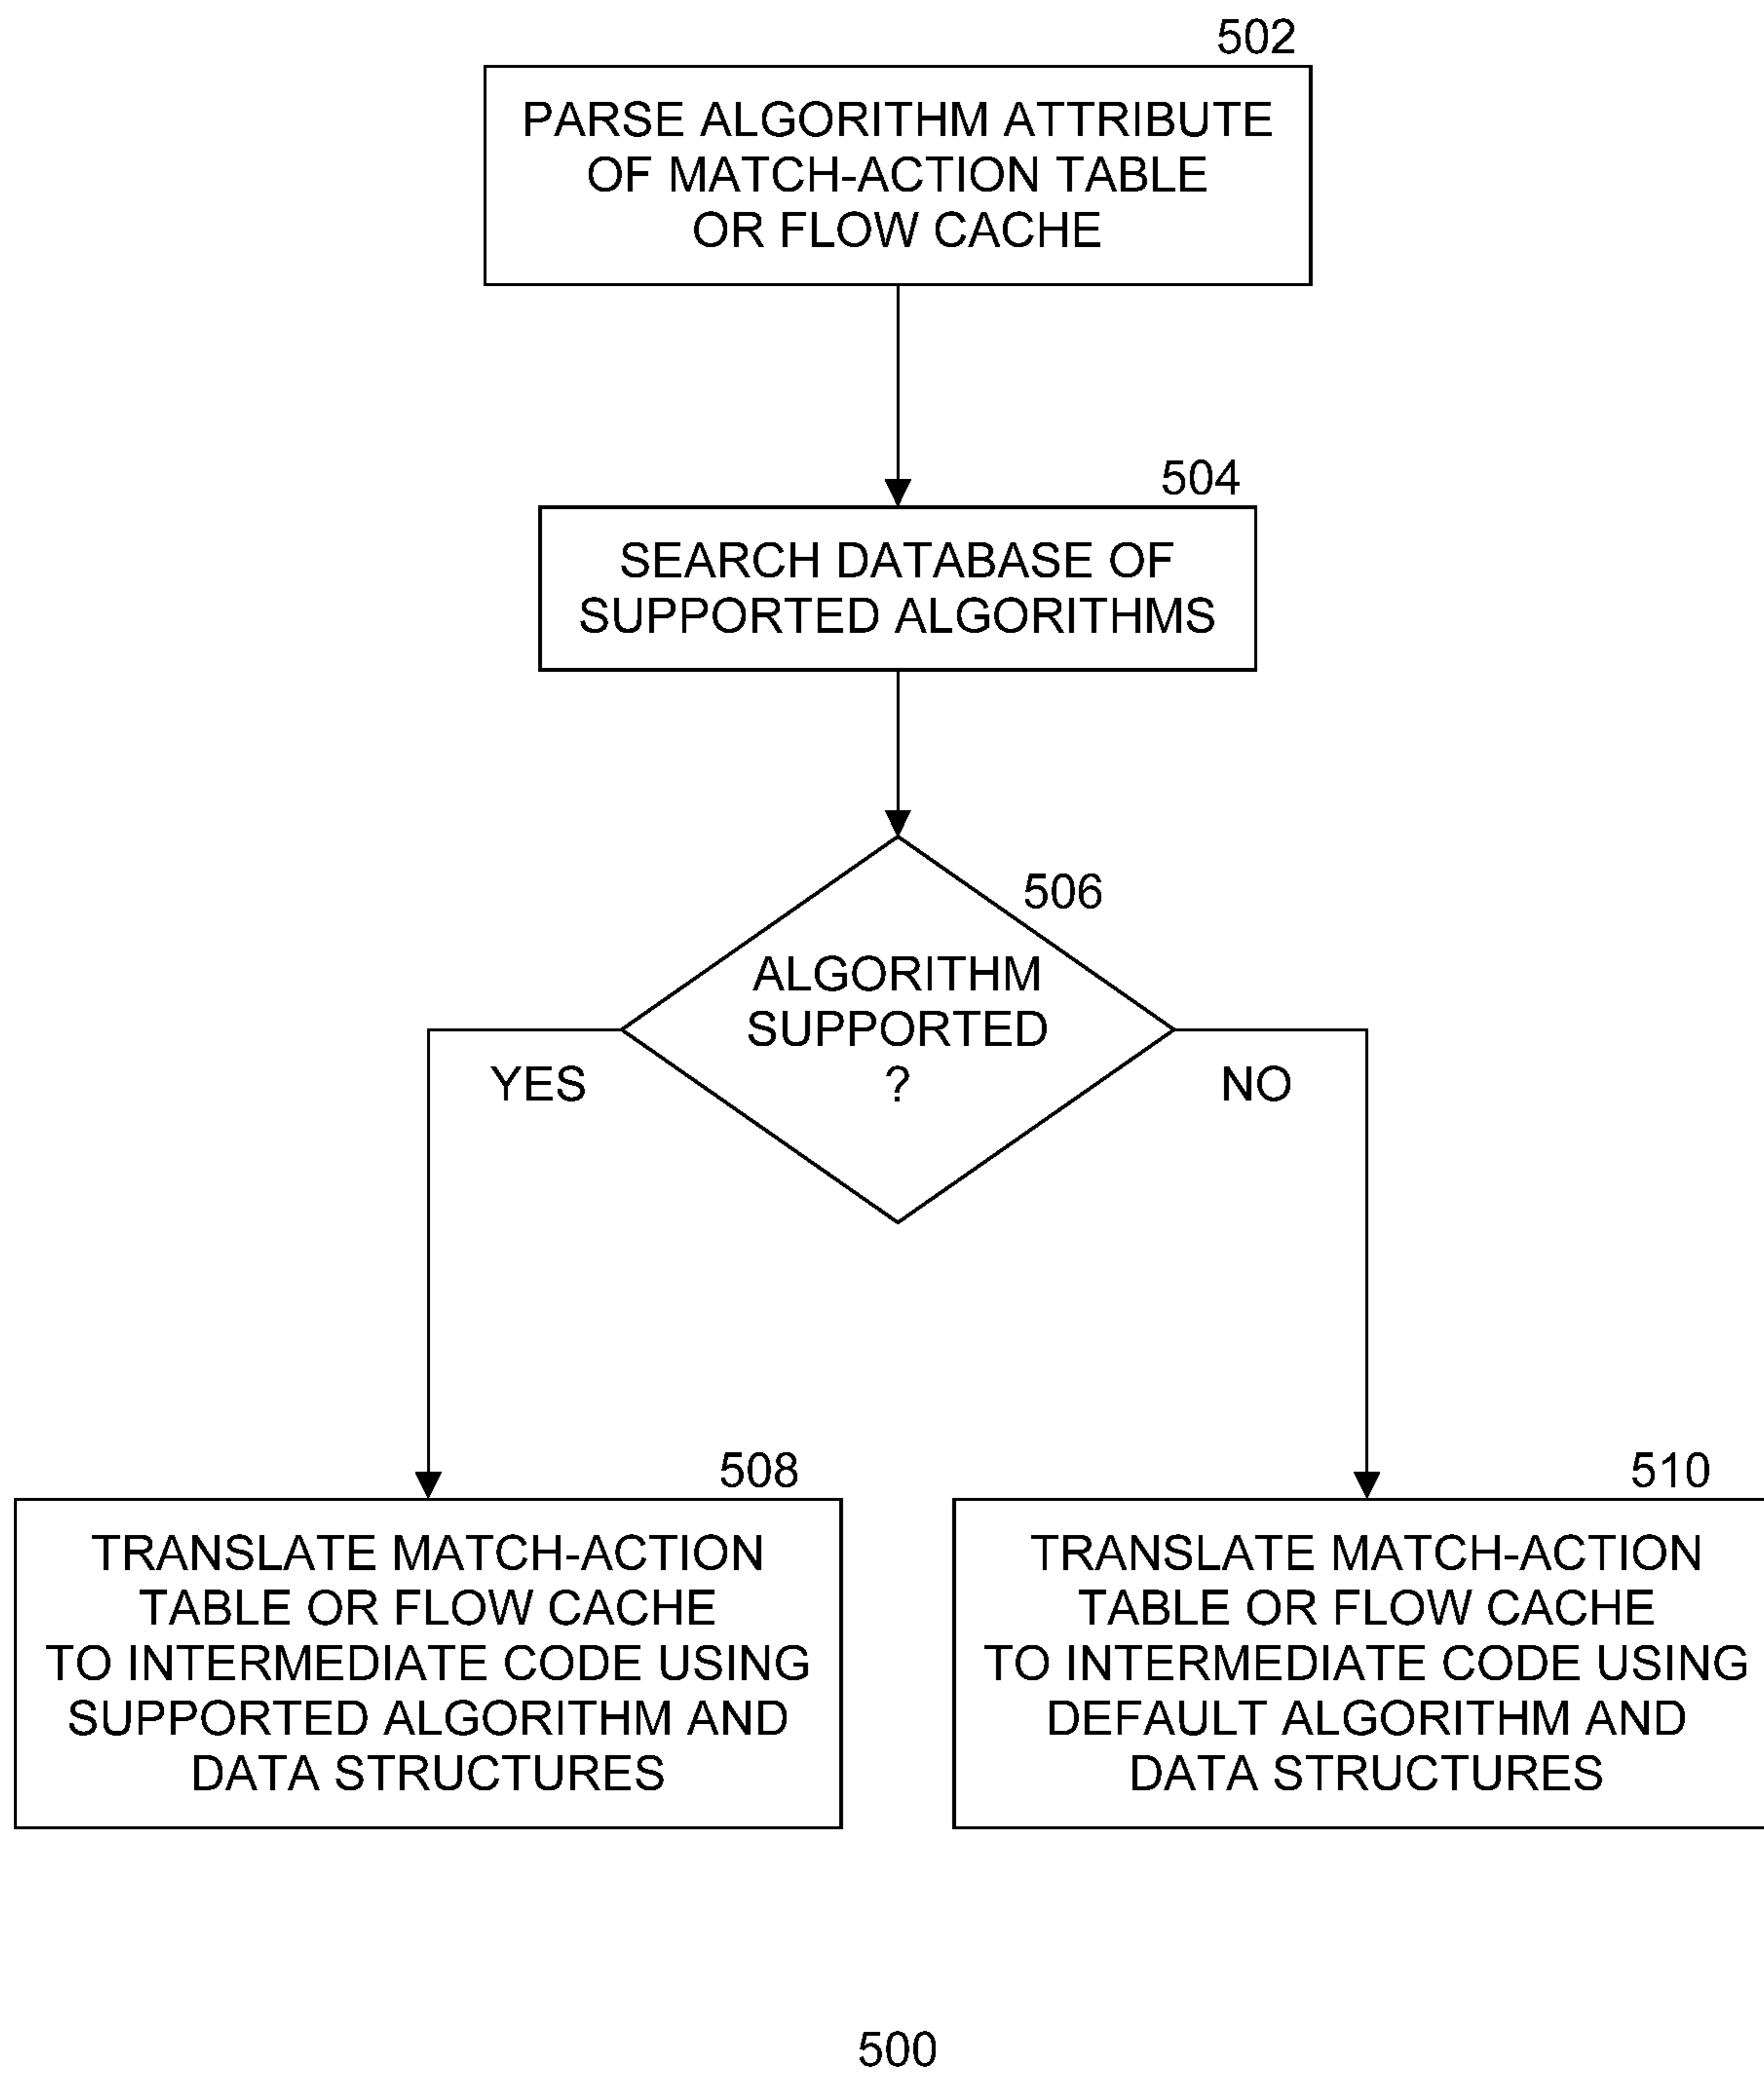 502
PARSE ALGORITHM ATTRIBUTE
OF MATCH-ACTION TABLE
OR FLOW CACHE
504
SEARCH DATABASE OF
SUPPORTED ALGORITHMS
506
ALGORITHM
SUPPORTED
?
YES
NO
508
TRANSLATE MATCH-ACTION
TABLE OR FLOW CACHE
TO INTERMEDIATE CODE USING
SUPPORTED ALGORITHM AND
DATA STRUCTURES
510
TRANSLATE MATCH-ACTION
TABLE OR FLOW CACHE
TO INTERMEDIATE CODE USING
DEFAULT ALGORITHM AND
DATA STRUCTURES
500